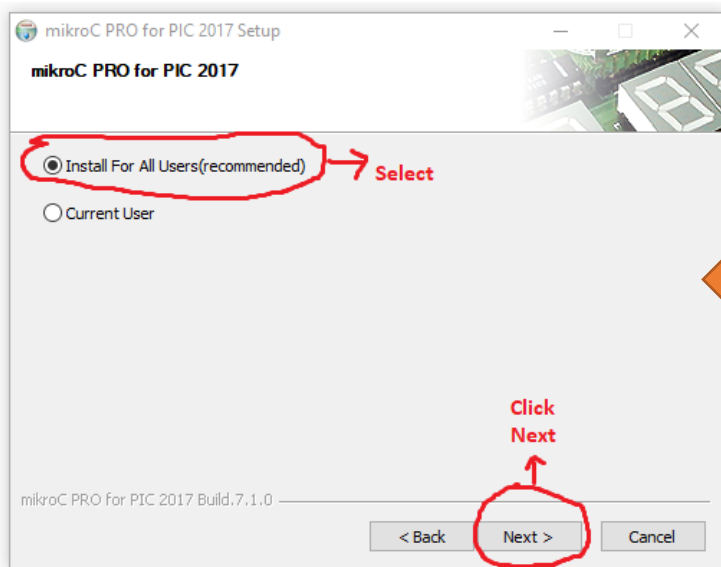 mikroC PRO for PIC 2017 Setup
mikroC PRO for PIC 2017
Install For All Users(recommended)
Select
Current User
Click
Next
mikroC PRO for PIC 2017 Build.7.1.0
< Back
Next >
Cancel